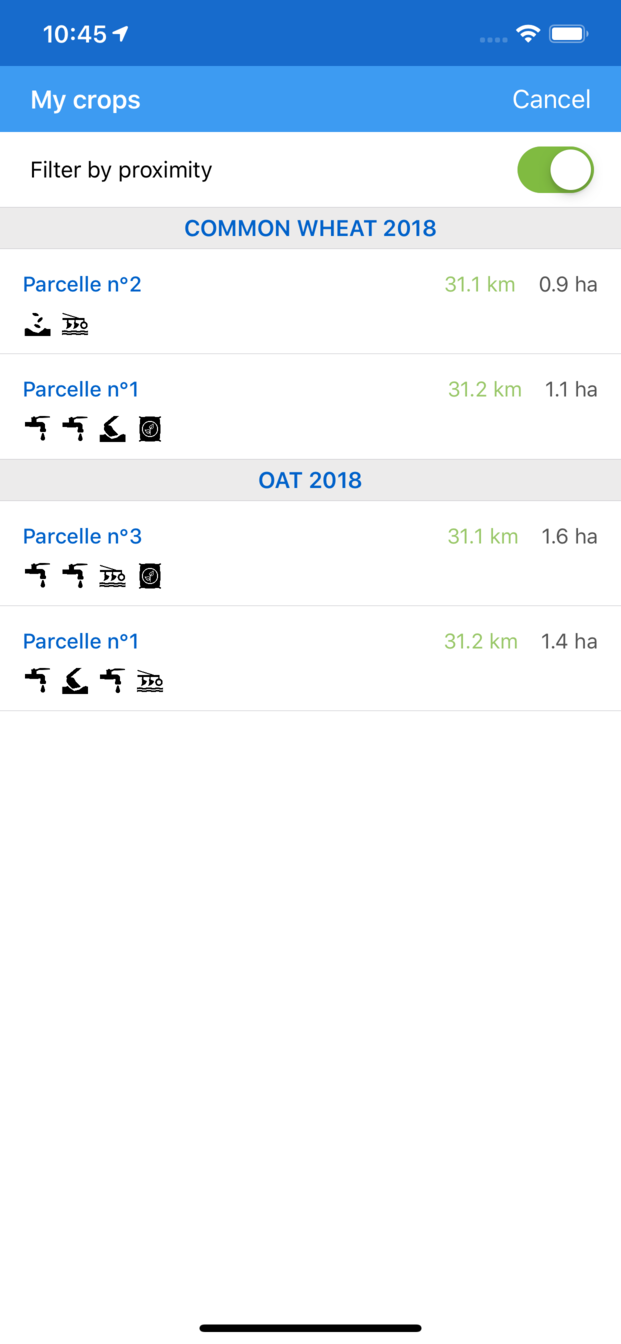 10:45
My crops Cancel
Filter by proximity
COMMON WHEAT 2018
Parcelle n°2 31.1 km 0.9 ha
Parcelle n°1 31.2 km 1.1 ha
OAT 2018
Parcelle n°3 31.1 km 1.6 ha
Parcelle n°1 31.2 km 1.4 ha